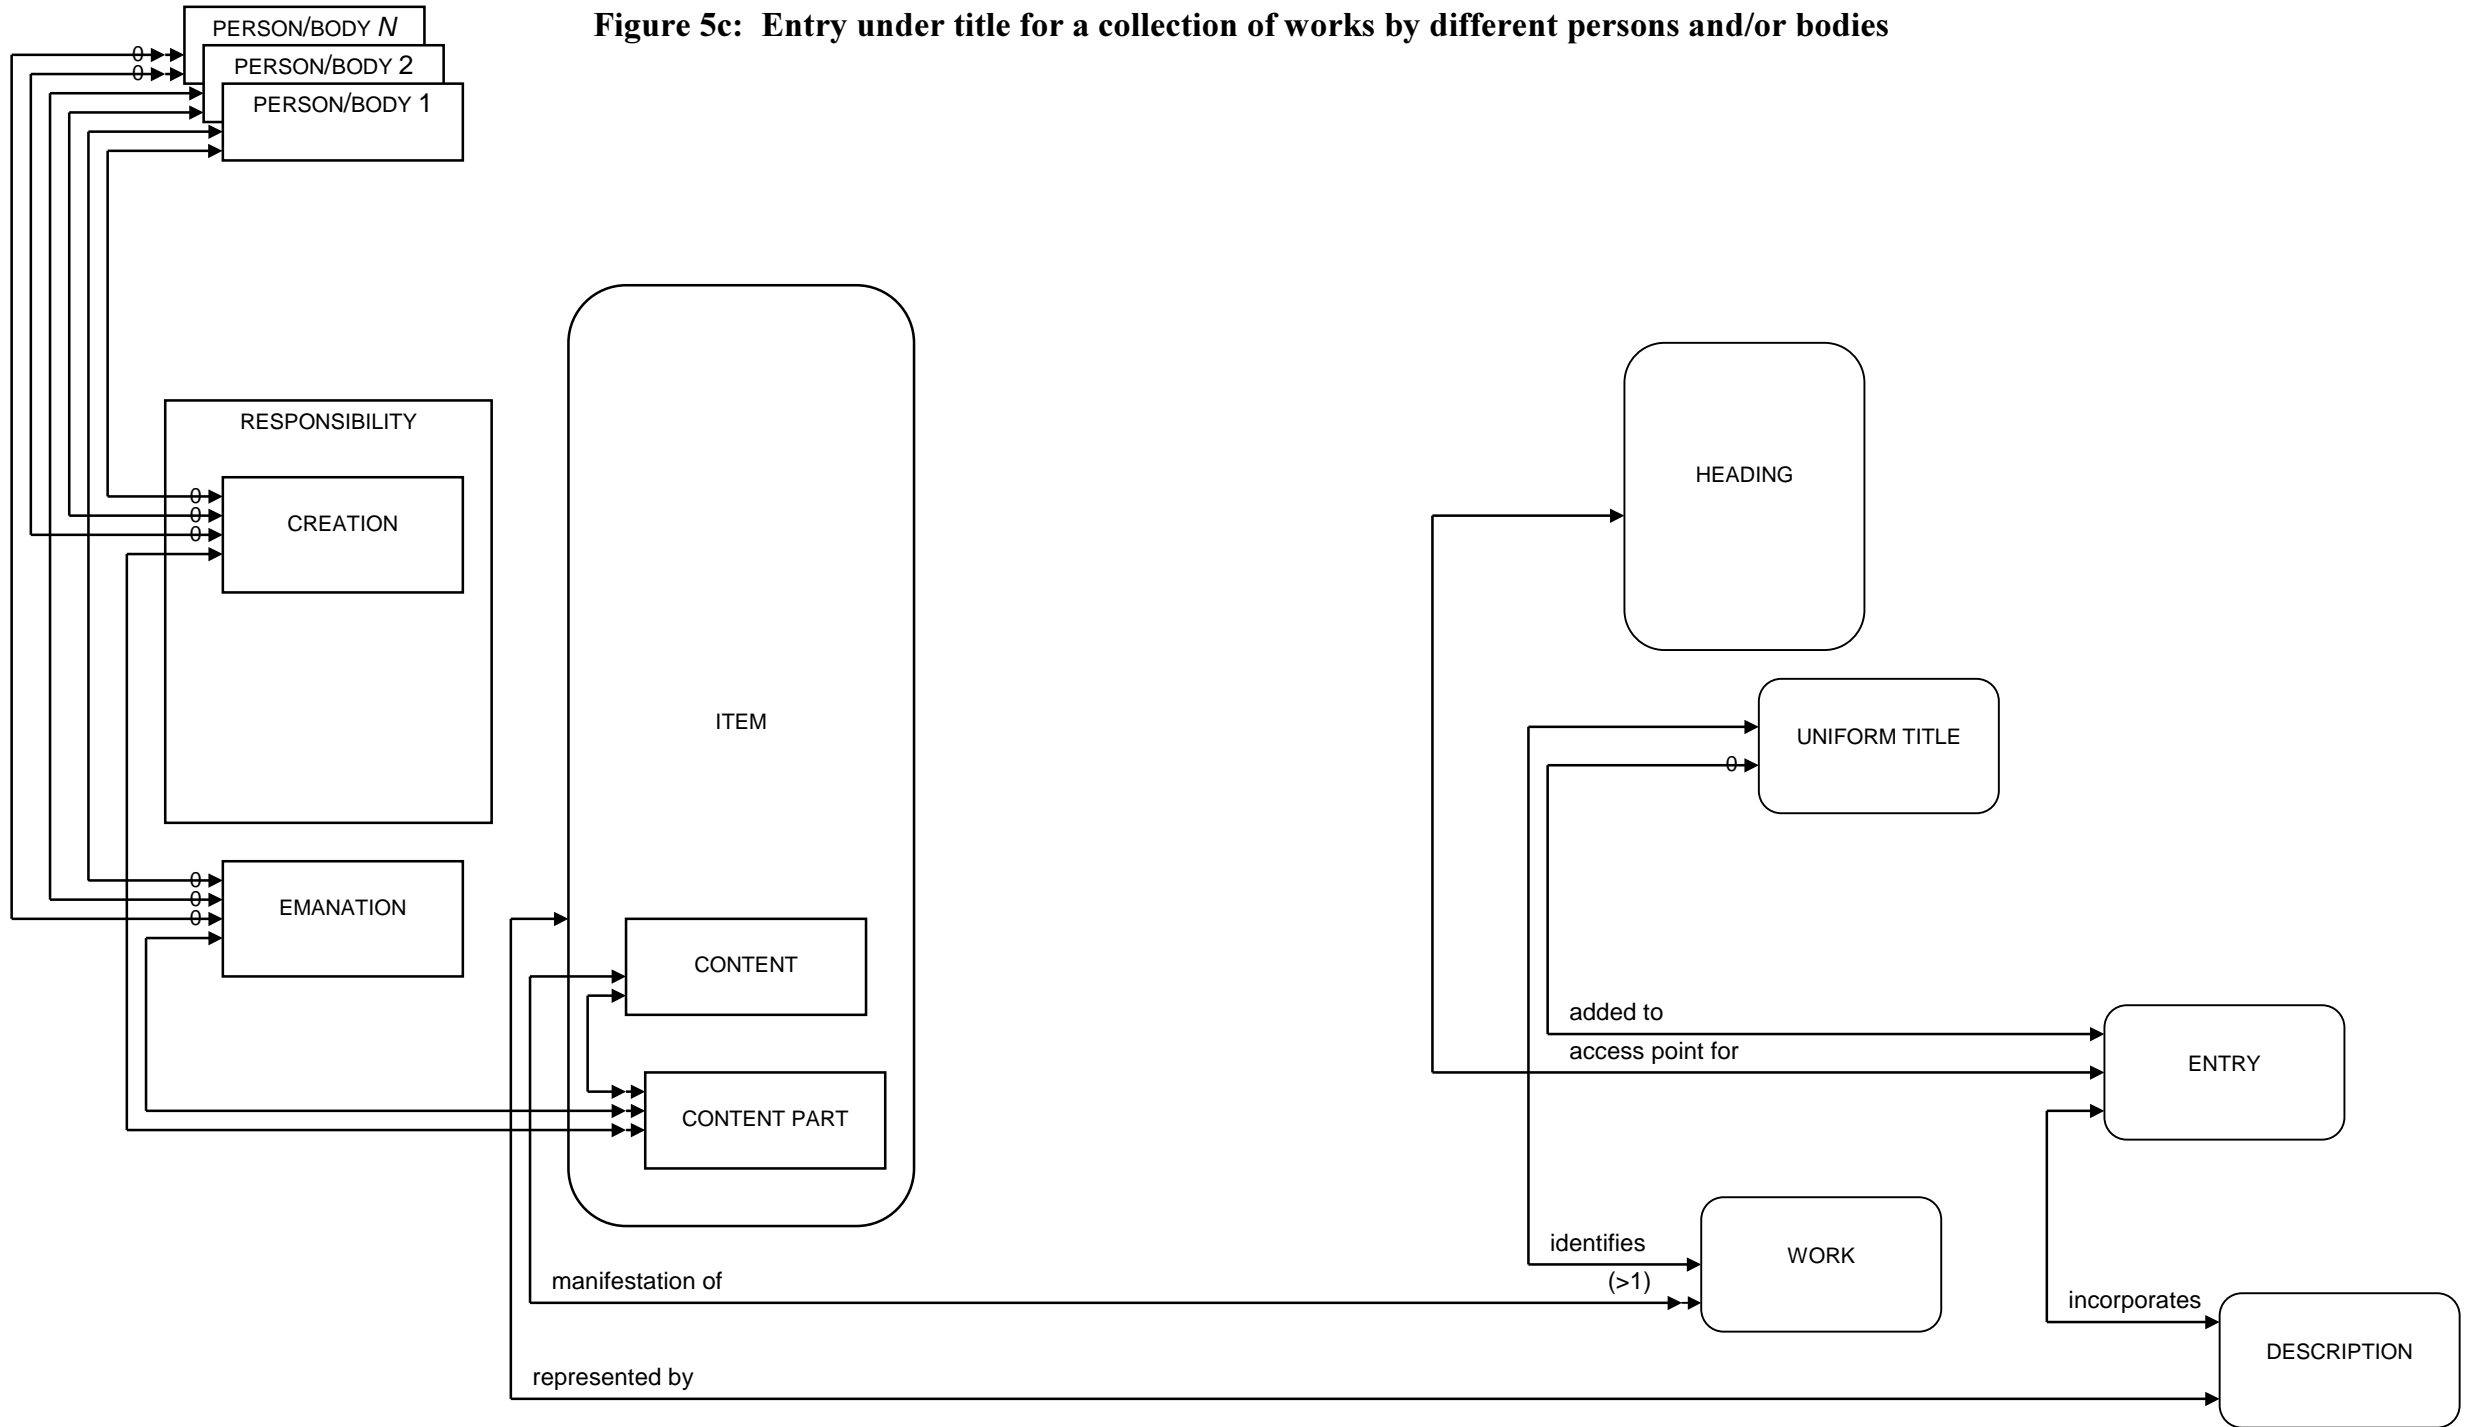 Figure 5c: Entry under title for a collection of works by different persons and/or bodies
PERSON/BODY N
0
PERSON/BODY 2
0
PERSON/BODY 1
RESPONSIBILITY
HEADING
0
CREATION
0
0
ITEM
UNIFORM TITLE
0
0
EMANATION
0
0
CONTENT
added to
access point for
ENTRY
CONTENT PART
identifies
WORK
manifestation of
(>1)
incorporates
DESCRIPTION
represented by